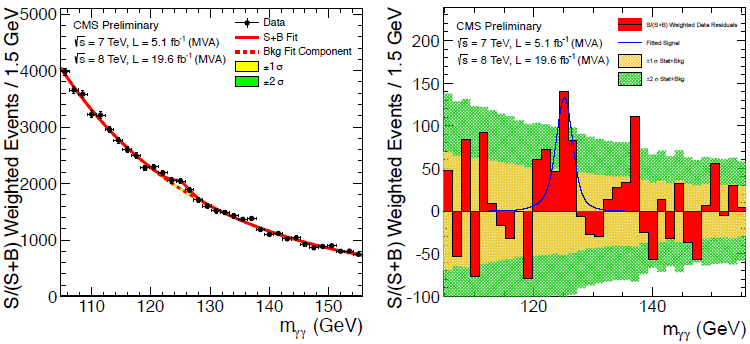 S/(S+B) Weighted Events / 1.5 GeV
CMS Preliminary
√s = 7 TeV, L = 5.1 fb⁻¹ (MVA)
√s = 8 TeV, L = 19.6 fb⁻¹ (MVA)
Data
S+B Fit
Bkg Fit Component
±1 σ
±2 σ
4000
3000
2000
1000
0
110 120 130 140 150
mγγ (GeV)
S/(S+B) Weighted Events / 1.5 GeV
CMS Preliminary
√s = 7 TeV, L = 5.1 fb⁻¹ (MVA)
√s = 8 TeV, L = 19.6 fb⁻¹ (MVA)
S/(S+B) Weighted Data Residuals
Fitted Signal
±1 σ Stat+Bkg
±2 σ Stat+Bkg
200
150
100
50
0
-50
-100
120 140
mγγ (GeV)